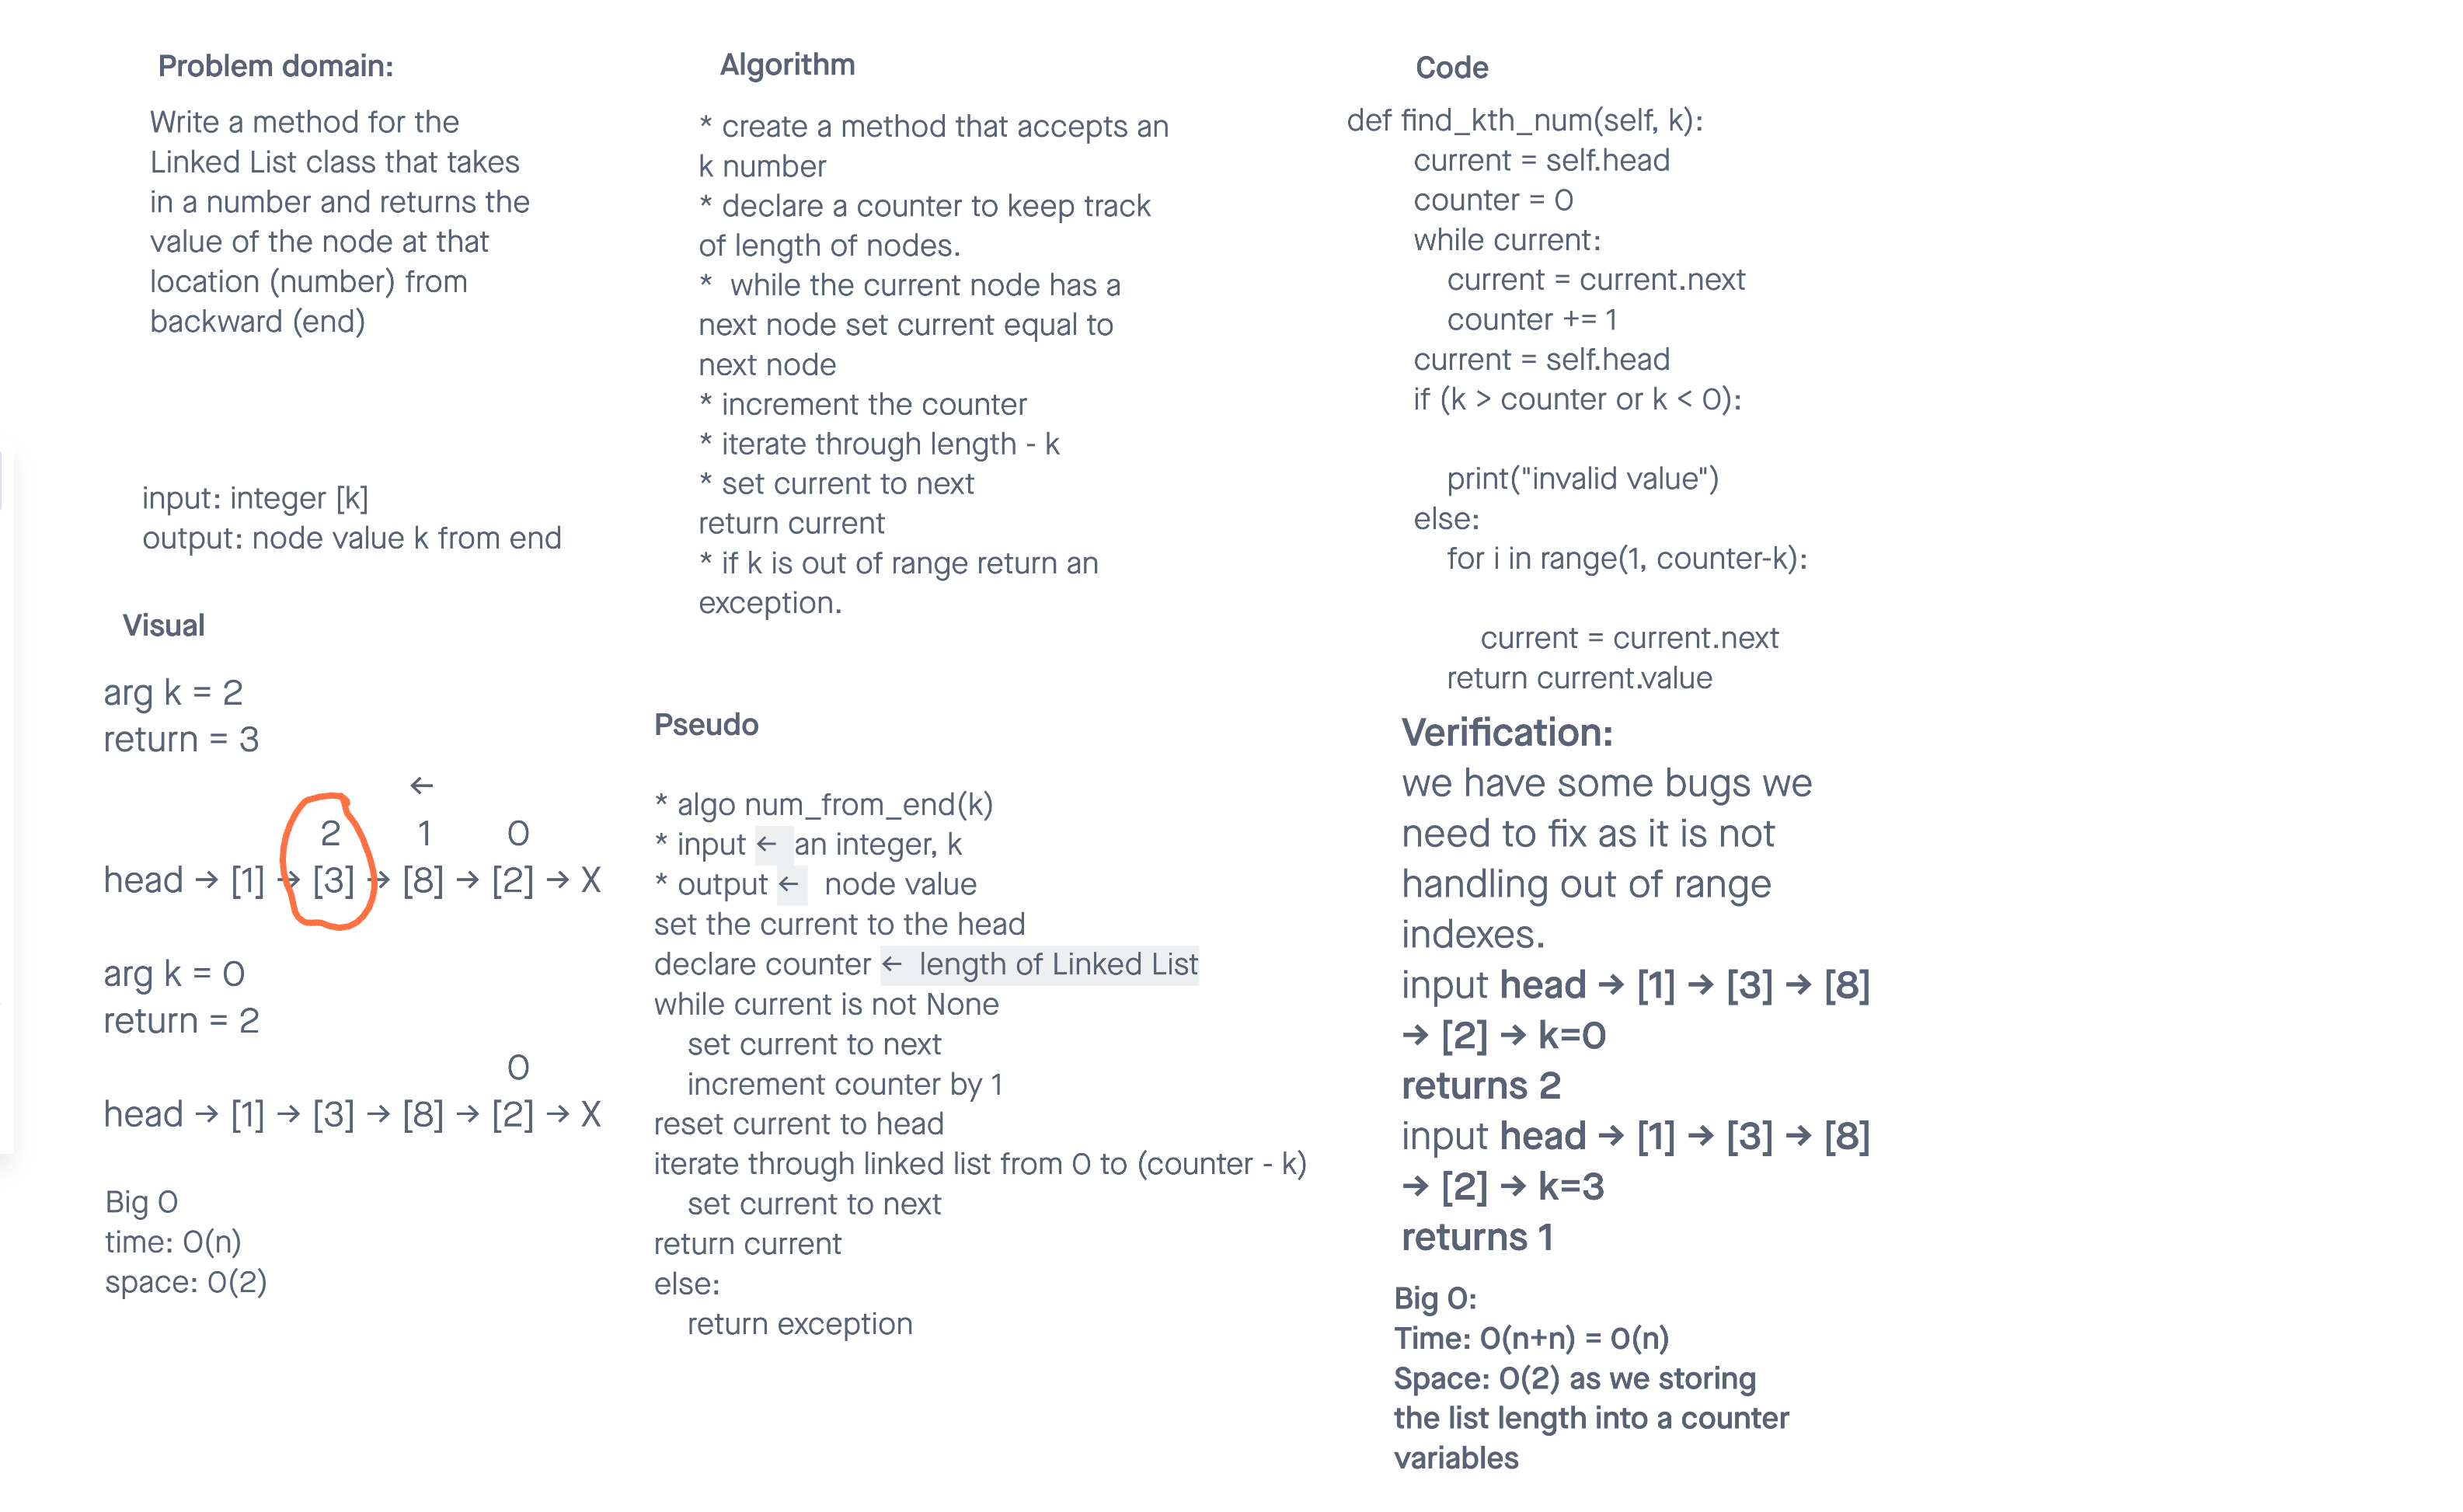 Problem domain:
Write a method for the
Linked List class that takes
in a number and returns the
value of the node at that
location (number) from
backward (end)
input: integer [k]
output: node value k from end
Visual
arg k = 2
return = 3
←
2 1 0
head → [1] → [3] → [8] → [2] → X
arg k = 0
return = 2
0
head → [1] → [3] → [8] → [2] → X
Big O
time: O(n)
space: O(2)
Algorithm
* create a method that accepts an
k number
* declare a counter to keep track
of length of nodes.
* while the current node has a
next node set current equal to
next node
* increment the counter
* iterate through length - k
* set current to next
return current
* if k is out of range return an
exception.
Pseudo
* algo num_from_end(k)
* input ← an integer, k
* output ← node value
set the current to the head
declare counter ← length of Linked List
while current is not None
set current to next
increment counter by 1
reset current to head
iterate through linked list from 0 to (counter - k)
set current to next
return current
else:
return exception
Code
def find_kth_num(self, k):
current = self.head
counter = 0
while current:
current = current.next
counter += 1
current = self.head
if (k > counter or k < 0):
print("invalid value")
else:
for i in range(1, counter-k):
current = current.next
return current.value
Verification:
we have some bugs we
need to fix as it is not
handling out of range
indexes.
input head → [1] → [3] → [8]
→ [2] → k=0
returns 2
input head → [1] → [3] → [8]
→ [2] → k=3
returns 1
Big O:
Time: O(n+n) = O(n)
Space: O(2) as we storing
the list length into a counter
variables